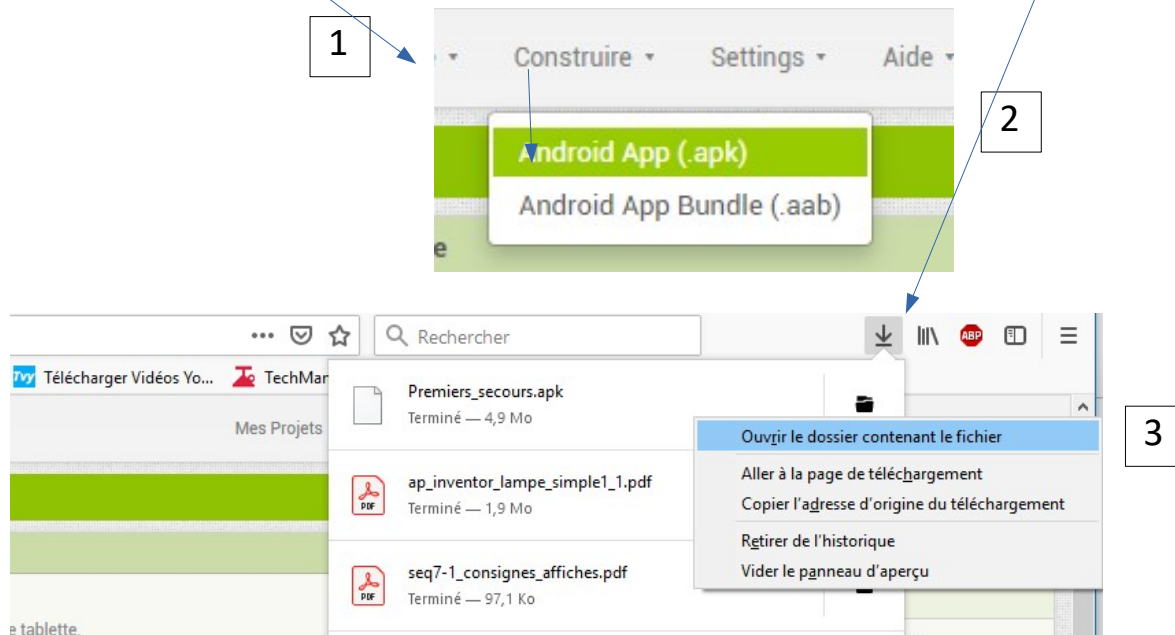 1
Construire Settings Aide
2
Android App (.apk)
Android App Bundle (.aab)
e
Rechercher
ABP
Tvy Télécharger Vidéos Yo... TechMar
Premiers_secours.apk
Terminé — 4,9 Mo
Mes Projets
3
Ouvrir le dossier contenant le fichier
Aller à la page de téléchargement
Copier l'adresse d'origine du téléchargement
Retirer de l'historique
Vider le panneau d'aperçu
PDF
ap_inventor_lampe_simple1_1.pdf
Terminé — 1,9 Mo
PDF
seq7-1_consignes_affiches.pdf
Terminé — 97,1 Ko
e tablette.